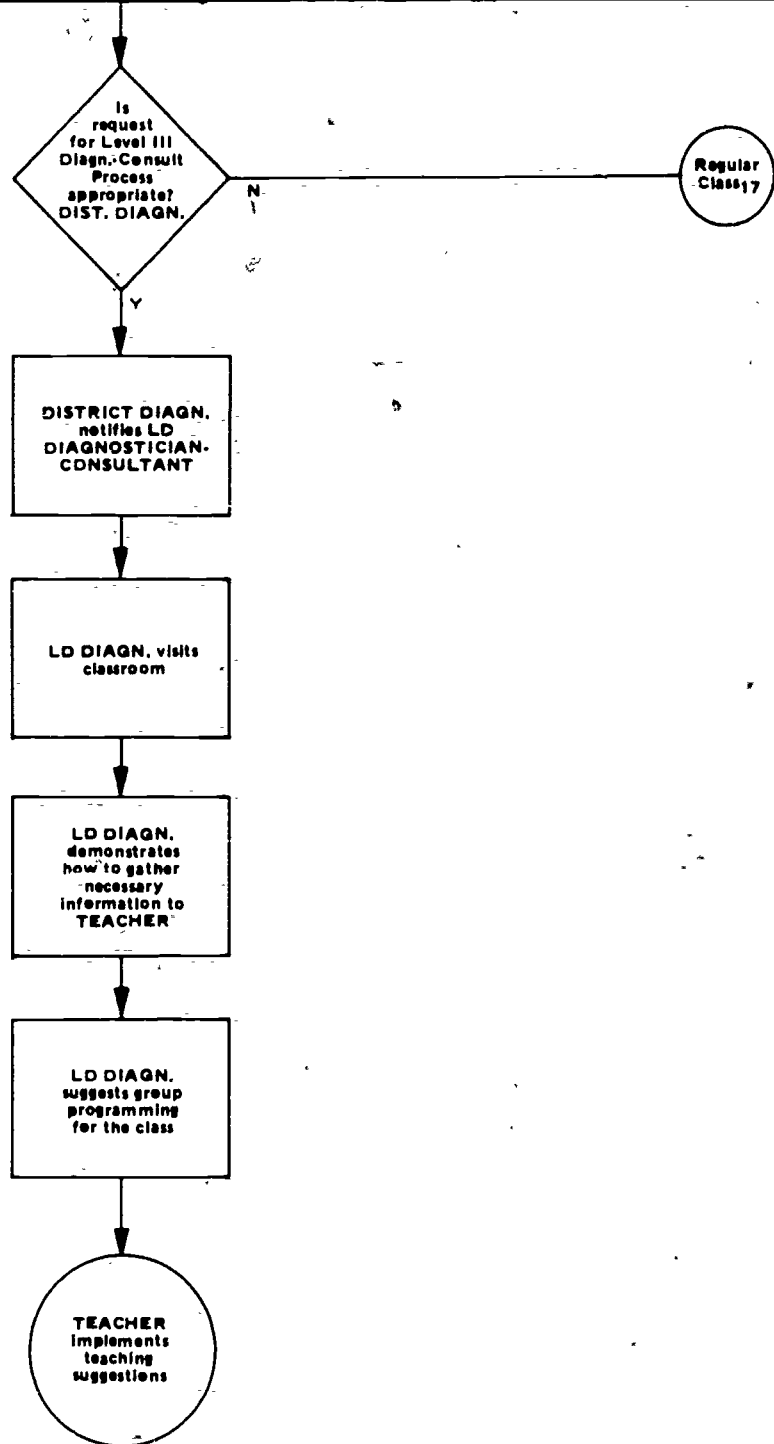 Is
request
for Level III
Diagn.-Consult
Process
appropriate?
DIST. DIAGN.
N
Regular
Class17
Y
DISTRICT DIAGN.
notifies LD
DIAGNOSTICIAN-
CONSULTANT
LD DIAGN. visits
classroom
LD DIAGN.
demonstrates
how to gather
necessary
information to
TEACHER
LD DIAGN.
suggests group
programming
for the class
TEACHER
implements
teaching
suggestions